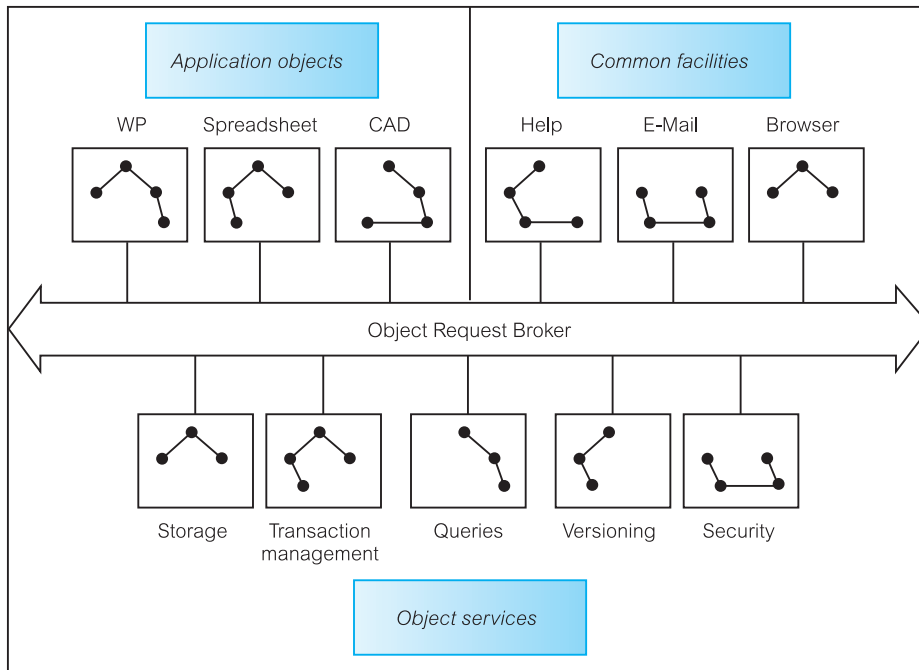 Application objects
Common facilities
WP
Spreadsheet
CAD
Help
E-Mail
Browser
Object Request Broker
Storage
Transaction
management
Queries
Versioning
Security
Object services